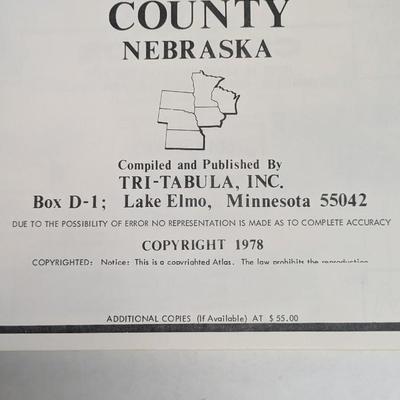 COUNTY
NEBRASKA
Compiled and Published By
TRI-TABULA, INC.
Box D-1; Lake Elmo, Minnesota 55042
DUE TO THE POSSIBILITY OF ERROR NO REPRESENTATION IS MADE AS TO COMPLETE ACCURACY
COPYRIGHT 1978
COPYRIGHTED: Notice: This is a copyrighted Atlas. The law prohibits the reproduction
ADDITIONAL COPIES (If Available) AT $55.00